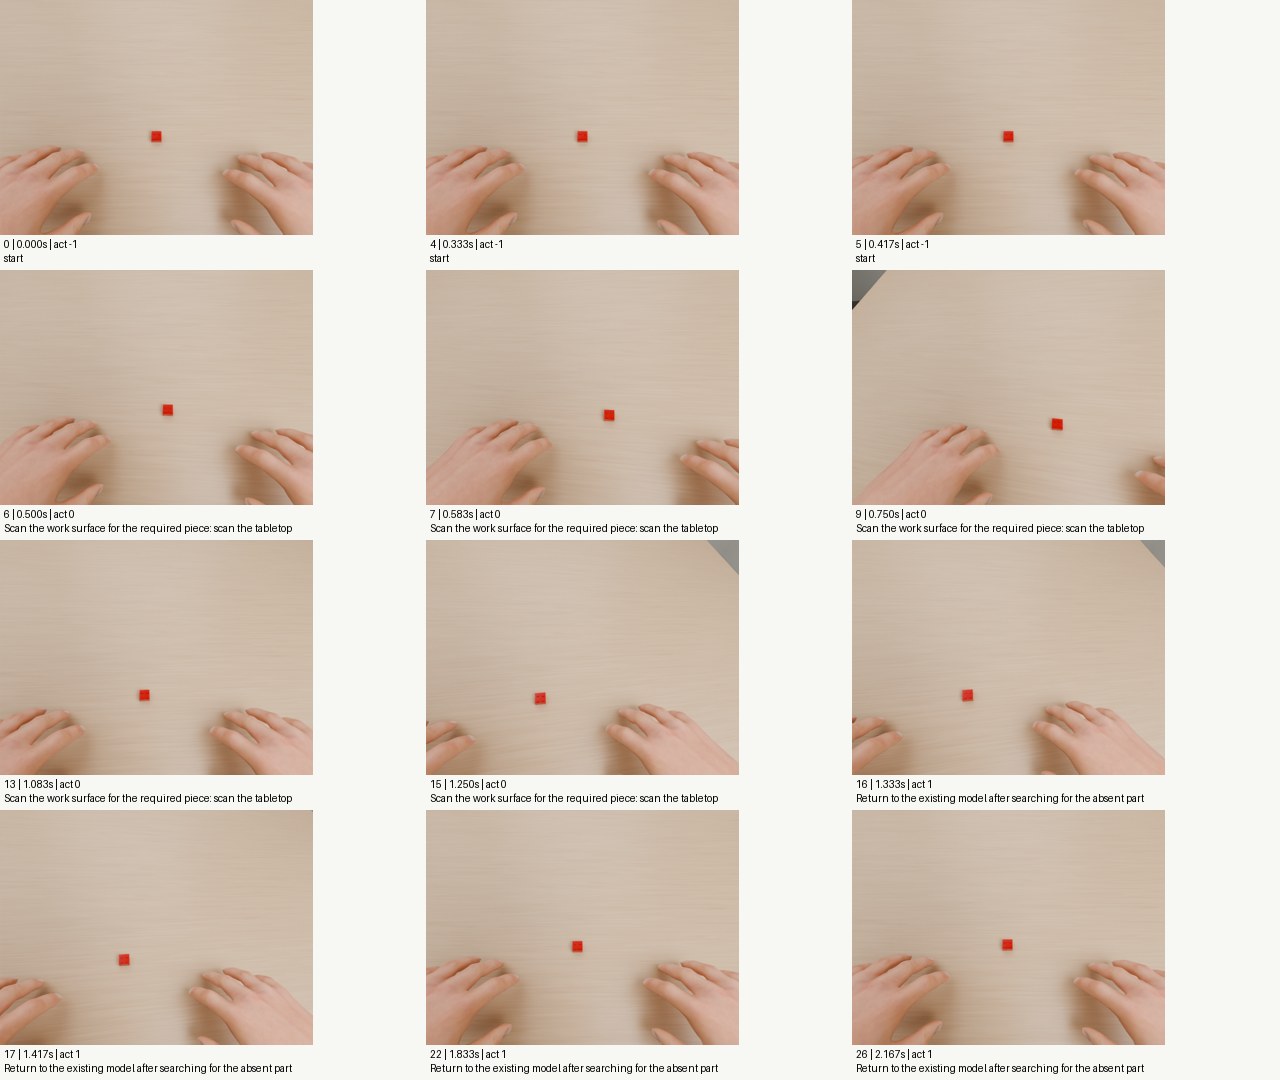 0 | 0.000s | act -1
start
4 | 0.333s | act -1
start
5 | 0.417s | act -1
start
6 | 0.500s | act 0
Scan the work surface for the required piece: scan the tabletop
7 | 0.583s | act 0
Scan the work surface for the required piece: scan the tabletop
9 | 0.750s | act 0
Scan the work surface for the required piece: scan the tabletop
13 | 1.083s | act 0
Scan the work surface for the required piece: scan the tabletop
15 | 1.250s | act 0
Scan the work surface for the required piece: scan the tabletop
16 | 1.333s | act 1
Return to the existing model after searching for the absent part
17 | 1.417s | act 1
Return to the existing model after searching for the absent part
22 | 1.833s | act 1
Return to the existing model after searching for the absent part
26 | 2.167s | act 1
Return to the existing model after searching for the absent part